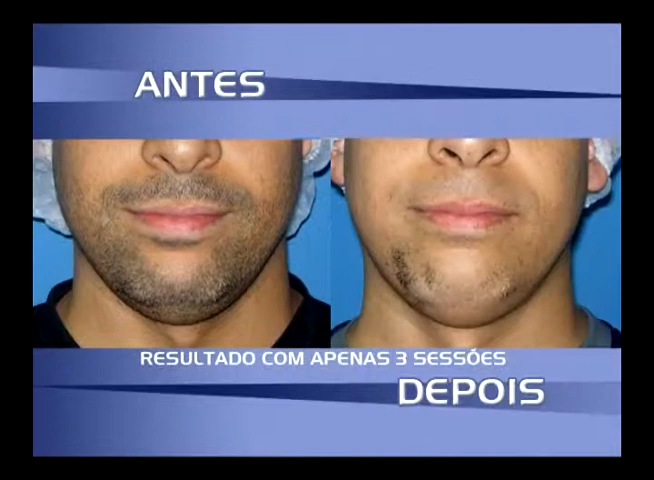 ANTES
RESULTADO COM APENAS 3 SESSÕES
DEPOIS